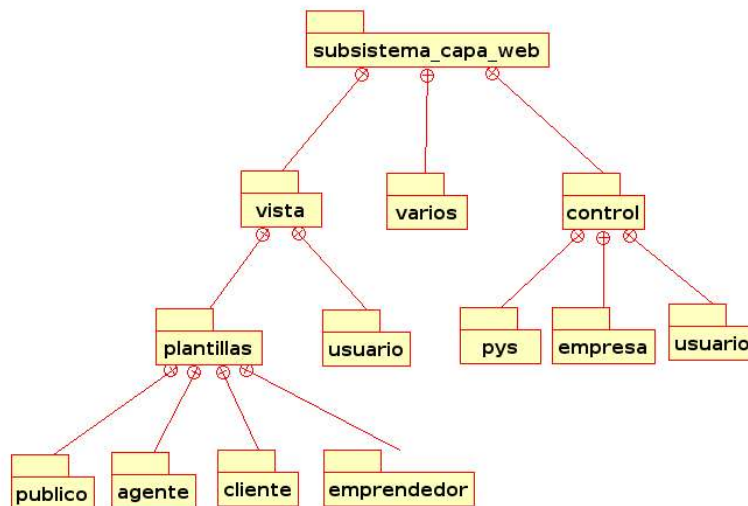 subsistema_capa_web
vista
varios
control
plantillas
usuario
pys
empresa
usuario
publico
agente
cliente
emprendedor